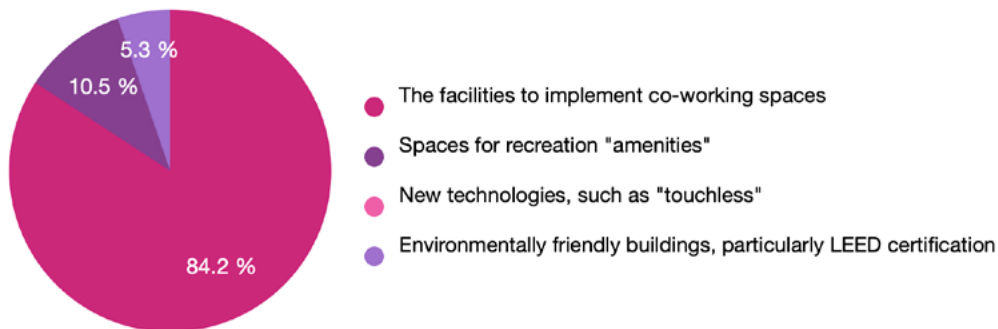 5.3 %
10.5 %
84.2 %
The facilities to implement co-working spaces
Spaces for recreation "amenities"
New technologies, such as "touchless"
Environmentally friendly buildings, particularly LEED certification